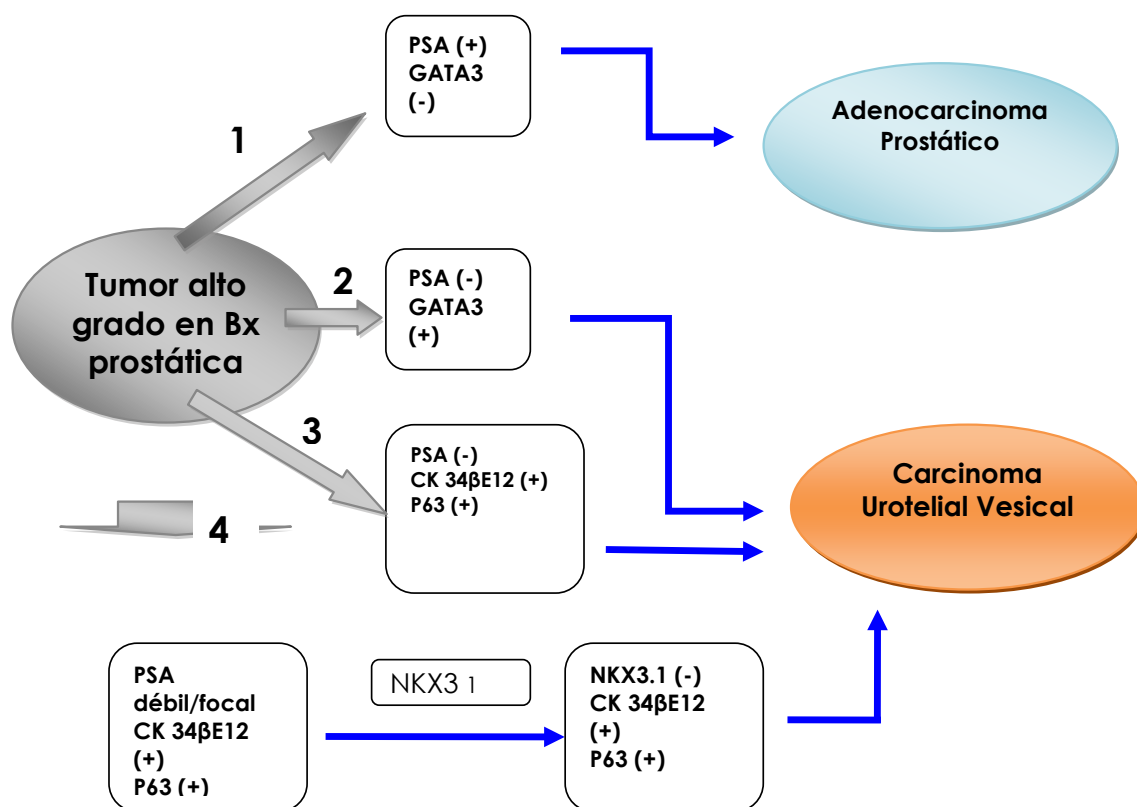 PSA (+)
GATA3
(-)
Adenocarcinoma
Prostático
1
Tumor alto
grado en Bx
prostática
2
PSA (-)
GATA3
(+)
3
PSA (-)
CK 34βE12 (+)
P63 (+)
Carcinoma
Urotelial Vesical
4
PSA
débil/focal
CK 34βE12
(+)
P63 (+)
NKX3 1
NKX3.1 (-)
CK 34βE12
(+)
P63 (+)